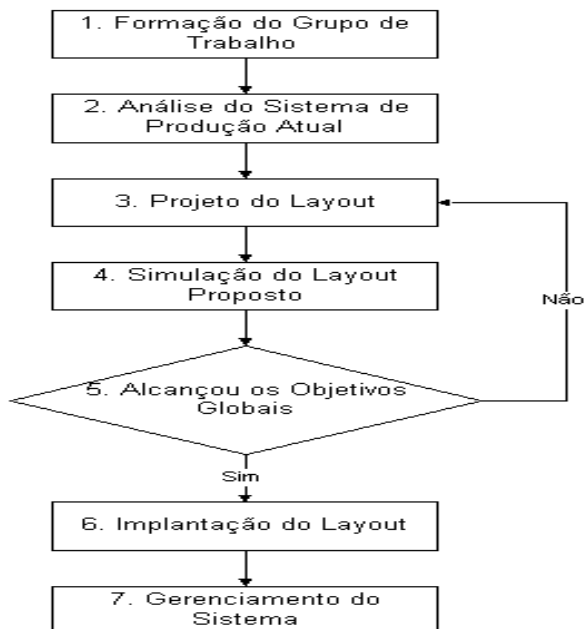 1. Formação do Grupo de
Trabalho
2. Análise do Sistema de
Produção Atual
3. Projeto do Layout
4. Simulação do Layout
Proposto
Não
5. Alcançou os Objetivos
Globais
Sim
6. Implantação do Layout
7. Gerenciamento do
Sistema